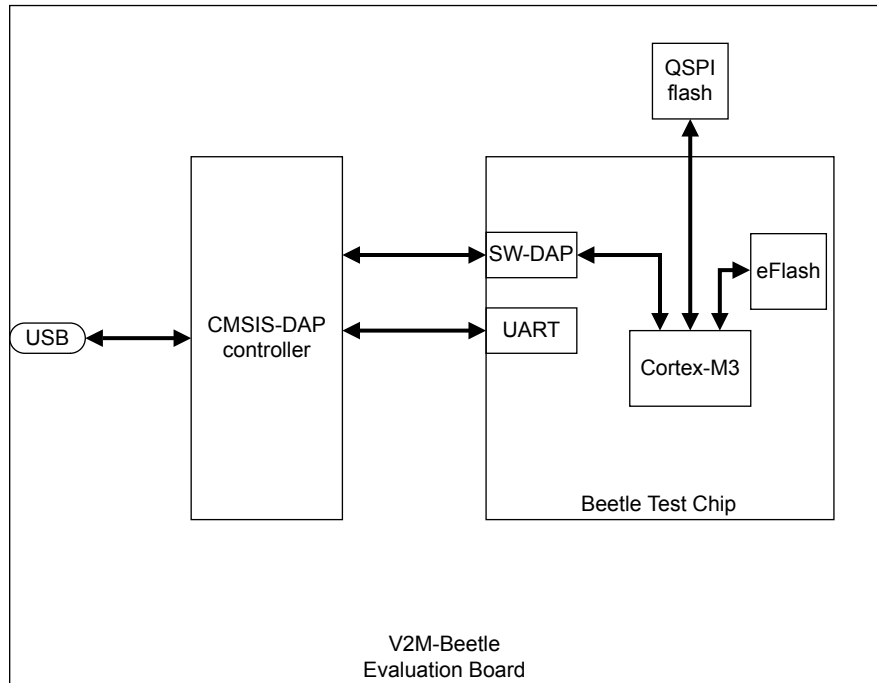 QSPI
flash
SW-DAP
eFlash
USB
CMSIS-DAP
controller
UART
Cortex-M3
Beetle Test Chip
V2M-Beetle
Evaluation Board